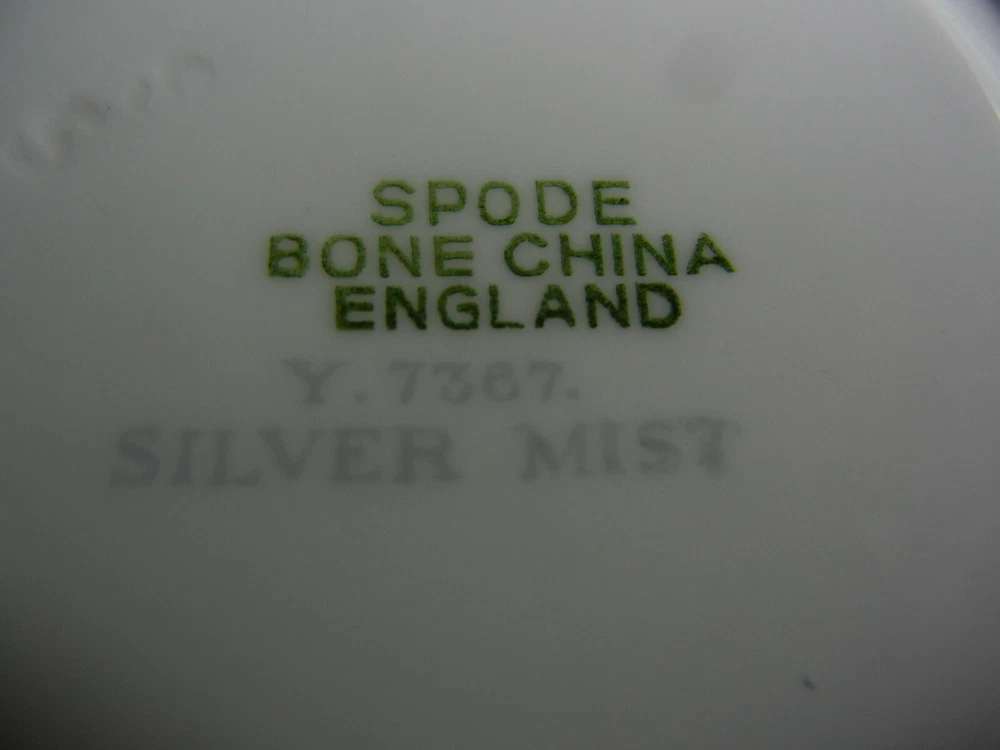 SPODE
BONE CHINA
ENGLAND
Y.7367.
SILVER MIST